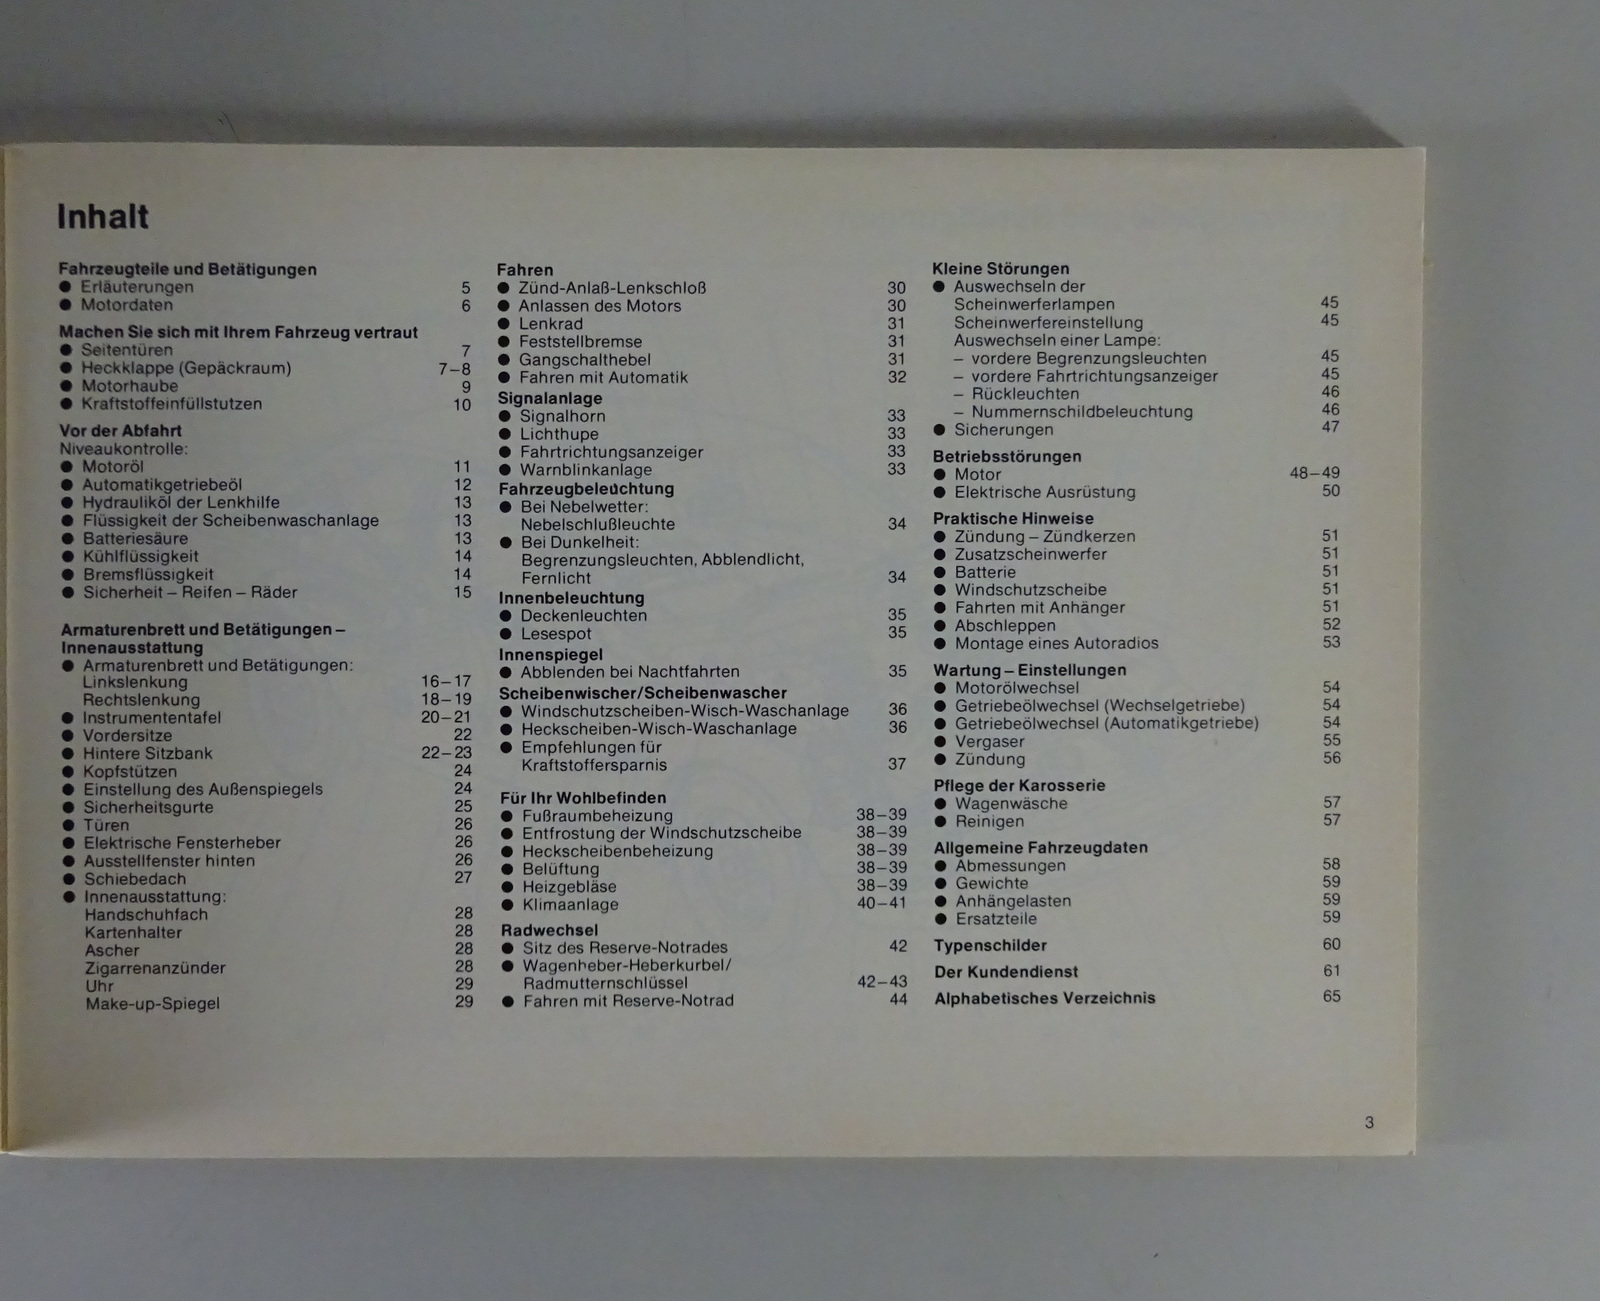 Inhalt
Fahrzeugteile und Betätigungen
● Erläuterungen 5
● Motordaten 6
Machen Sie sich mit Ihrem Fahrzeug vertraut
● Seitentüren 7
● Heckklappe (Gepäckraum) 7–8
● Motorhaube 9
● Kraftstoffeinfüllstutzen 10
Vor der Abfahrt
Niveaukontrolle:
● Motoröl 11
● Automatikgetriebeöl 12
● Hydrauliköl der Lenkhilfe 13
● Flüssigkeit der Scheibenwaschanlage 13
● Batteriesäure 13
● Kühlflüssigkeit 14
● Bremsflüssigkeit 14
● Sicherheit – Reifen – Räder 15
Armaturenbrett und Betätigungen –
Innenausstattung
● Armaturenbrett und Betätigungen:
Linkslenkung 16–17
Rechtslenkung 18–19
● Instrumententafel 20–21
● Vordersitze 22
● Hintere Sitzbank 22–23
● Kopfstützen 24
● Einstellung des Außenspiegels 24
● Sicherheitsgurte 25
● Türen 26
● Elektrische Fensterheber 26
● Ausstellfenster hinten 26
● Schiebedach 27
● Innenausstattung:
Handschuhfach 28
Kartenhalter 28
Ascher 28
Zigarrenanzünder 28
Uhr 29
Make-up-Spiegel 29
Fahren
● Zünd-Anlaß-Lenkschloß 30
● Anlassen des Motors 30
● Lenkrad 31
● Feststellbremse 31
● Gangschalthebel 31
● Fahren mit Automatik 32
Signalanlage
● Signalhorn 33
● Lichthupe 33
● Fahrtrichtungsanzeiger 33
● Warnblinkanlage 33
Fahrzeugbeleuchtung
● Bei Nebelwetter:
Nebelschlußleuchte 34
● Bei Dunkelheit:
Begrenzungsleuchten, Abblendlicht,
Fernlicht 34
Innenbeleuchtung
● Deckenleuchten 35
● Lesespot 35
Innenspiegel
● Abblenden bei Nachtfahrten 35
Scheibenwischer/Scheibenwascher
● Windschutzscheiben-Wisch-Waschanlage 36
● Heckscheiben-Wisch-Waschanlage 36
● Empfehlungen für
Kraftstoffersparnis 37
Für Ihr Wohlbefinden
● Fußraumbeheizung 38–39
● Entfrostung der Windschutzscheibe 38–39
● Heckscheibenbeheizung 38–39
● Belüftung 38–39
● Heizgebläse 38–39
● Klimaanlage 40–41
Radwechsel
● Sitz des Reserve-Notrades 42
● Wagenheber-Heberkurbel/
Radmutternschlüssel 42–43
● Fahren mit Reserve-Notrad 44
Kleine Störungen
● Auswechseln der
Scheinwerferlampen 45
Scheinwerfereinstellung 45
Auswechseln einer Lampe:
– vordere Begrenzungsleuchten 45
– vordere Fahrtrichtungsanzeiger 45
– Rückleuchten 46
– Nummernschildbeleuchtung 46
● Sicherungen 47
Betriebsstörungen
● Motor 48–49
● Elektrische Ausrüstung 50
Praktische Hinweise
● Zündung – Zündkerzen 51
● Zusatzscheinwerfer 51
● Batterie 51
● Windschutzscheibe 51
● Fahrten mit Anhänger 51
● Abschleppen 52
● Montage eines Autoradios 53
Wartung – Einstellungen
● Motorölwechsel 54
● Getriebeölwechsel (Wechselgetriebe) 54
● Getriebeölwechsel (Automatikgetriebe) 54
● Vergaser 55
● Zündung 56
Pflege der Karosserie
● Wagenwäsche 57
● Reinigen 57
Allgemeine Fahrzeugdaten
● Abmessungen 58
● Gewichte 59
● Anhängelasten 59
● Ersatzteile 59
Typenschilder 60
Der Kundendienst 61
Alphabetisches Verzeichnis 65
3